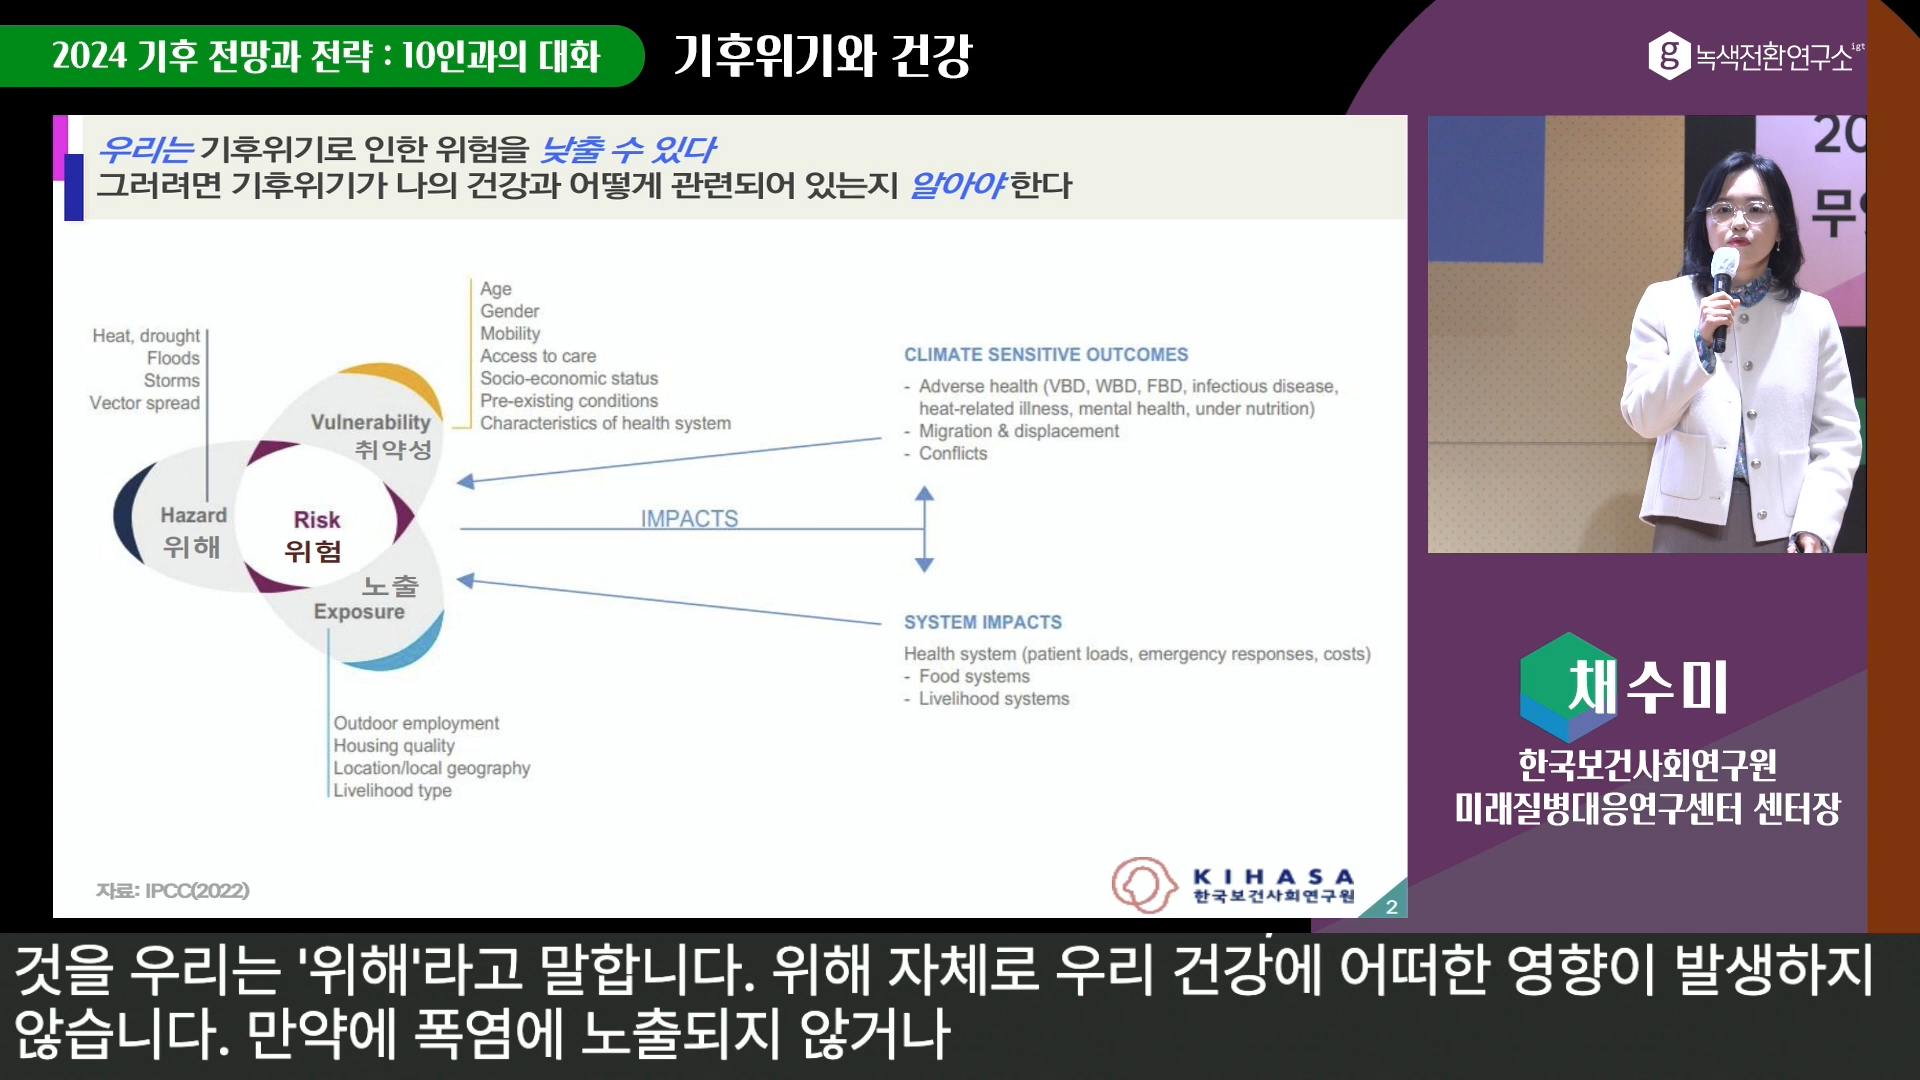 2024 기후 전망과 전략 : 10인과의 대화
기후위기와 건강
g 녹색전환연구소 igt
우리는 기후위기로 인한 위험을 낮출 수 있다
그러려면 기후위기가 나의 건강과 어떻게 관련되어 있는지 알아야 한다
Heat, drought
Floods
Storms
Vector spread
Age
Gender
Mobility
Access to care
Socio-economic status
Pre-existing conditions
Characteristics of health system
Vulnerability
취약성
Hazard
위해
Risk
위험
노출
Exposure
Outdoor employment
Housing quality
Location/local geography
Livelihood type
IMPACTS
CLIMATE SENSITIVE OUTCOMES
- Adverse health (VBD, WBD, FBD, infectious disease,
heat-related illness, mental health, under nutrition)
- Migration & displacement
- Conflicts
SYSTEM IMPACTS
Health system (patient loads, emergency responses, costs)
- Food systems
- Livelihood systems
자료: IPCC(2022)
KIHASA
한국보건사회연구원
2
20
무
채수미
한국보건사회연구원
미래질병대응연구센터 센터장
것을 우리는 '위해'라고 말합니다. 위해 자체로 우리 건강에 어떠한 영향이 발생하지
않습니다. 만약에 폭염에 노출되지 않거나